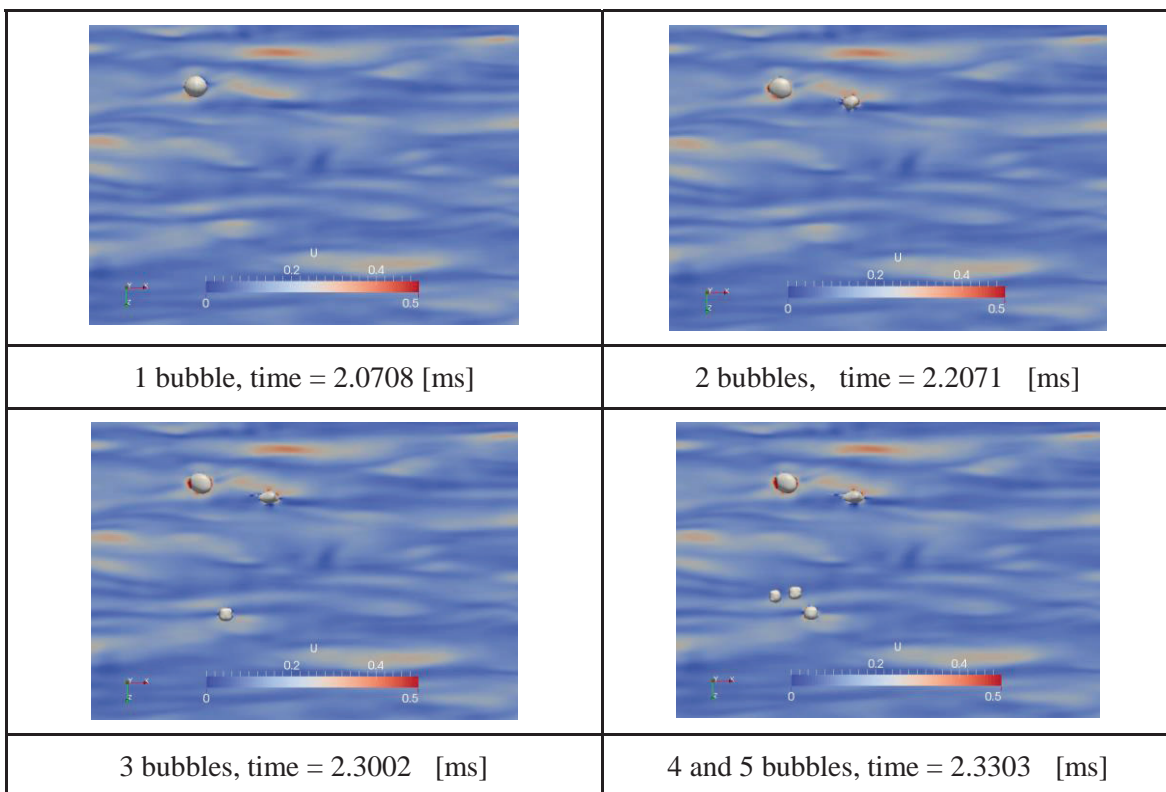 U
0.2 0.4
0 0.5
Y X
Z
1 bubble, time = 2.0708 [ms]
U
0.2 0.4
0 0.5
Y X
Z
2 bubbles, time = 2.2071 [ms]
U
0.2 0.4
0 0.5
Y X
Z
3 bubbles, time = 2.3002 [ms]
U
0.2 0.4
0 0.5
Y X
Z
4 and 5 bubbles, time = 2.3303 [ms]